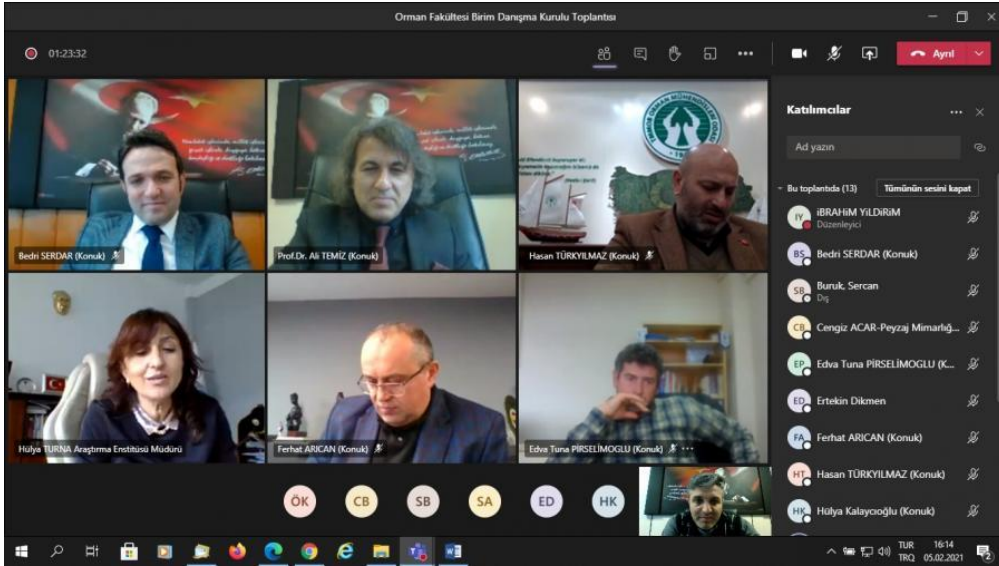 Orman Fakültesi Birim Danışma Kurulu Toplantısı
01:23:32
Ayrıl
Bedri SERDAR (Konuk)
Prof.Dr. Ali TEMİZ (Konuk)
Hasan TÜRKYILMAZ (Konuk)
Hülya TURNA Araştırma Enstitüsü Müdürü
Ferhat ARICAN (Konuk)
Edva Tuna PİRSELİMOGLU (Konuk)
ÖK
CB
SB
SA
ED
HK
Katılımcılar
Ad yazın
Bu toplantıda (13)
Tümünün sesini kapat
IY
iBRAHiM YiLDiRiM
Düzenleyici
BS
Bedri SERDAR (Konuk)
SB
Buruk, Sercan
Dış
CB
Cengiz ACAR-Peyzaj Mimarlığ...
EP
Edva Tuna PİRSELİMOGLU (K...
ED
Ertekin Dikmen
FA
Ferhat ARICAN (Konuk)
HT
Hasan TÜRKYILMAZ (Konuk)
HK
Hülya Kalaycıoğlu (Konuk)
TUR
TRQ
16:14
05.02.2021
2